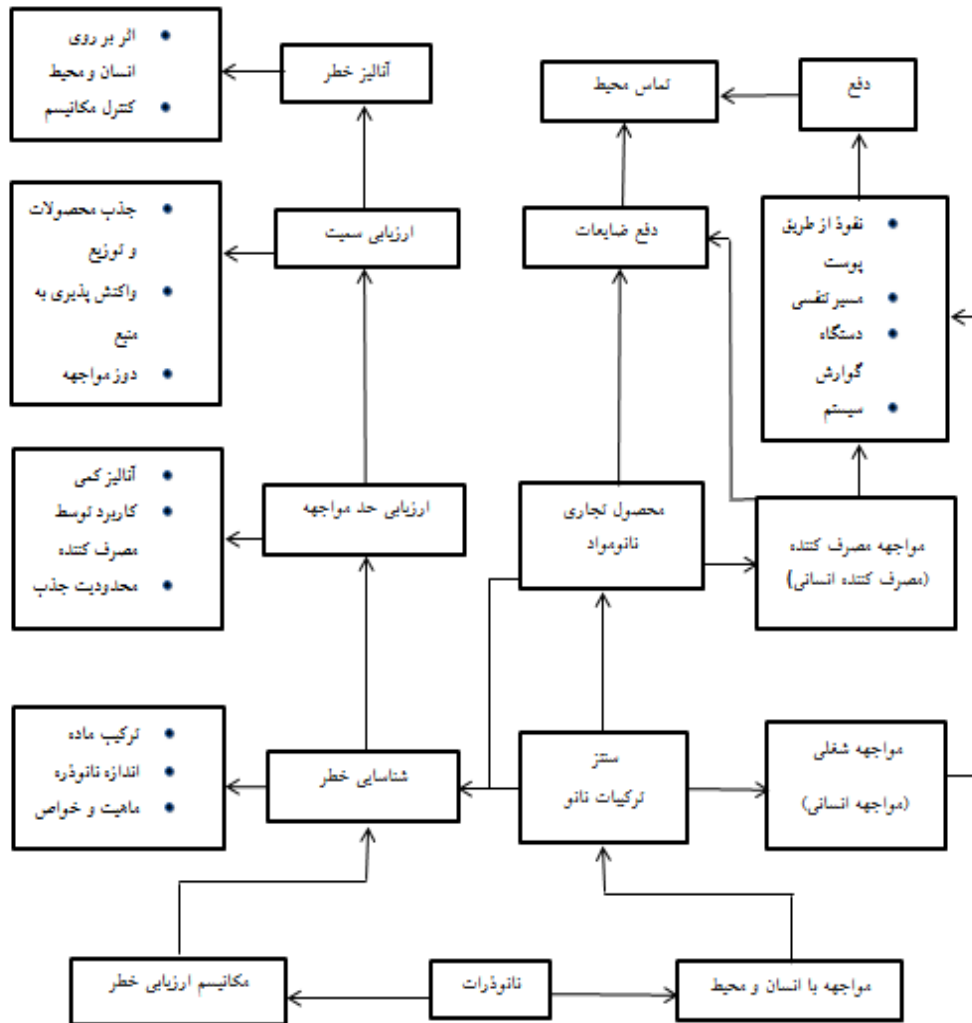 دفع
تماس محیط
آنالیز خطر
اثر بر روی
انسان و محیط
کنترل مکانیسم
نفوذ از طریق
پوست
مسیر تنفسی
دستگاه
گوارش
سیستم
دفع ضایعات
ارزیابی سمیت
جذب محصولات
و توزیع
واکنش پذیری به
منبع
دوز مواجهه
مواجهه مصرف کننده
(مصرف کننده انسانی)
محصول تجاری
نانومواد
ارزیابی حد مواجهه
آنالیز کمی
کاربرد توسط
مصرف کننده
محدودیت جذب
مواجهه شغلی
(مواجهه انسانی)
سنتز
ترکیبات نانو
شناسایی خطر
ترکیب ماده
اندازه نانوذره
ماهیت و خواص
مواجهه با انسان و محیط
نانوذرات
مکانیسم ارزیابی خطر